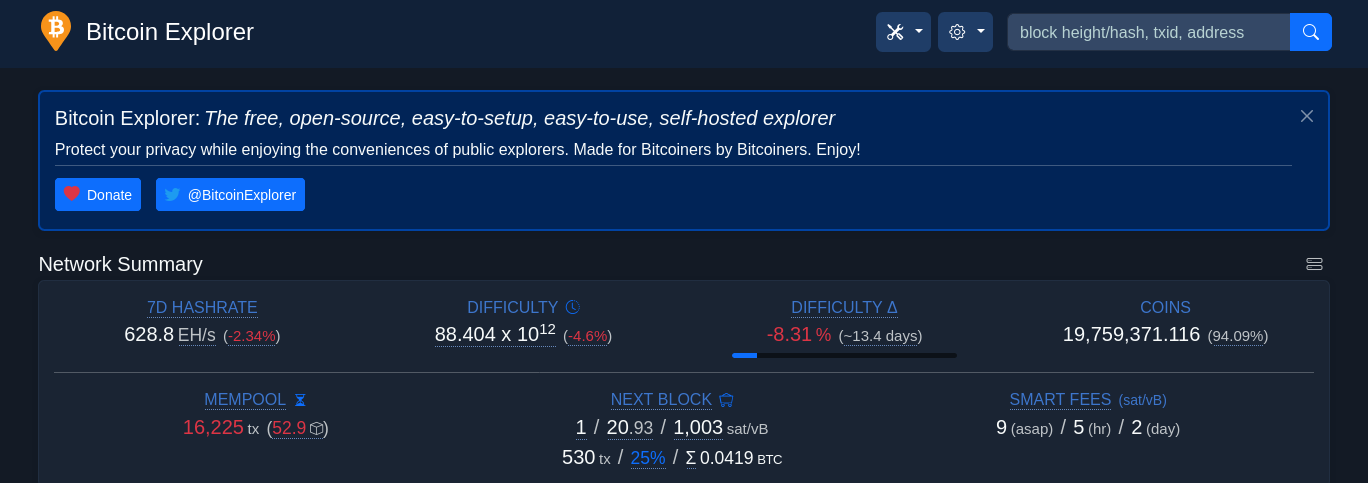 Bitcoin Explorer
block height/hash, txid, address
Bitcoin Explorer: The free, open-source, easy-to-setup, easy-to-use, self-hosted explorer
Protect your privacy while enjoying the conveniences of public explorers. Made for Bitcoiners by Bitcoiners. Enjoy!
Donate @BitcoinExplorer
Network Summary
7D HASHRATE DIFFICULTY DIFFICULTY Δ COINS
628.8 EH/s (-2.34%) 88.404 x 10¹² (-4.6%) -8.31 % (~13.4 days) 19,759,371.116 (94.09%)
MEMPOOL NEXT BLOCK SMART FEES (sat/vB)
16,225 tx (52.9) 1 / 20.93 / 1,003 sat/vB 9 (asap) / 5 (hr) / 2 (day)
530 tx / 25% / Σ 0.0419 BTC